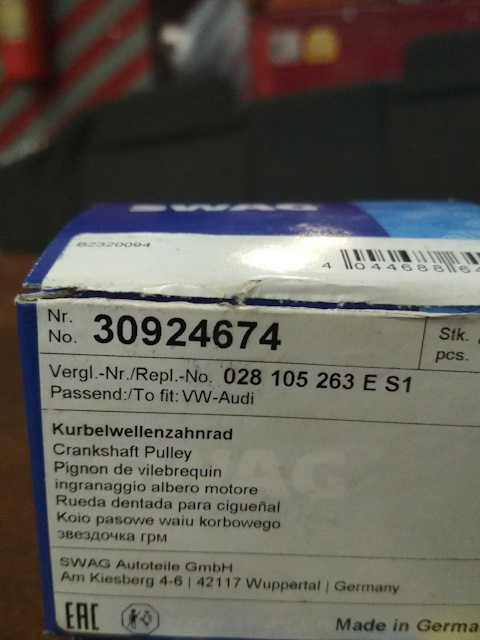 SWAG
B2320094
4 044688 64
Nr.
No. 30924674
Stk.
pcs.
Vergl.-Nr./Repl.-No. 028 105 263 E S1
Passend:/To fit: VW-Audi
Kurbelwellenzahnrad
Crankshaft Pulley
Pignon de vilebrequin
ingranaggio albero motore
Rueda dentada para cigueñal
Koio pasowe waiu korbowego
звездочка грм
SWAG Autoteile GmbH
Am Kiesberg 4-6 | 42117 Wuppertal | Germany
EAC
Made in Germa